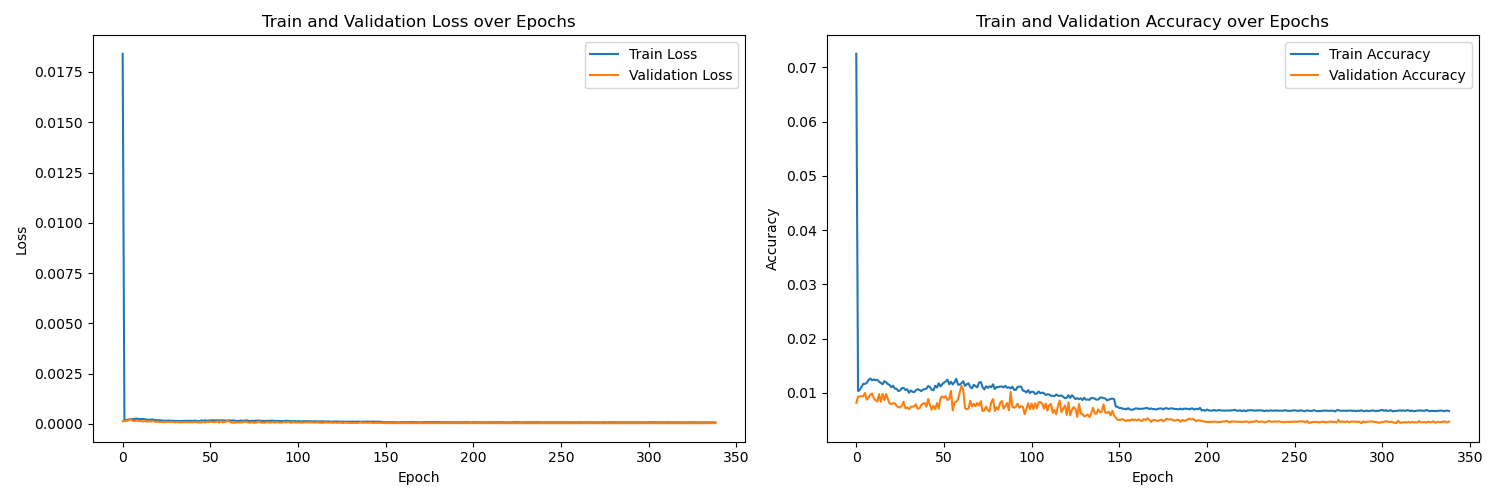 Train and Validation Loss over Epochs
Train Loss
Validation Loss
0.0175
0.0150
0.0125
0.0100
0.0075
0.0050
0.0025
0.0000
Loss
0 50 100 150 200 250 300 350
Epoch
Train and Validation Accuracy over Epochs
Train Accuracy
Validation Accuracy
0.07
0.06
0.05
0.04
0.03
0.02
0.01
Accuracy
0 50 100 150 200 250 300 350
Epoch